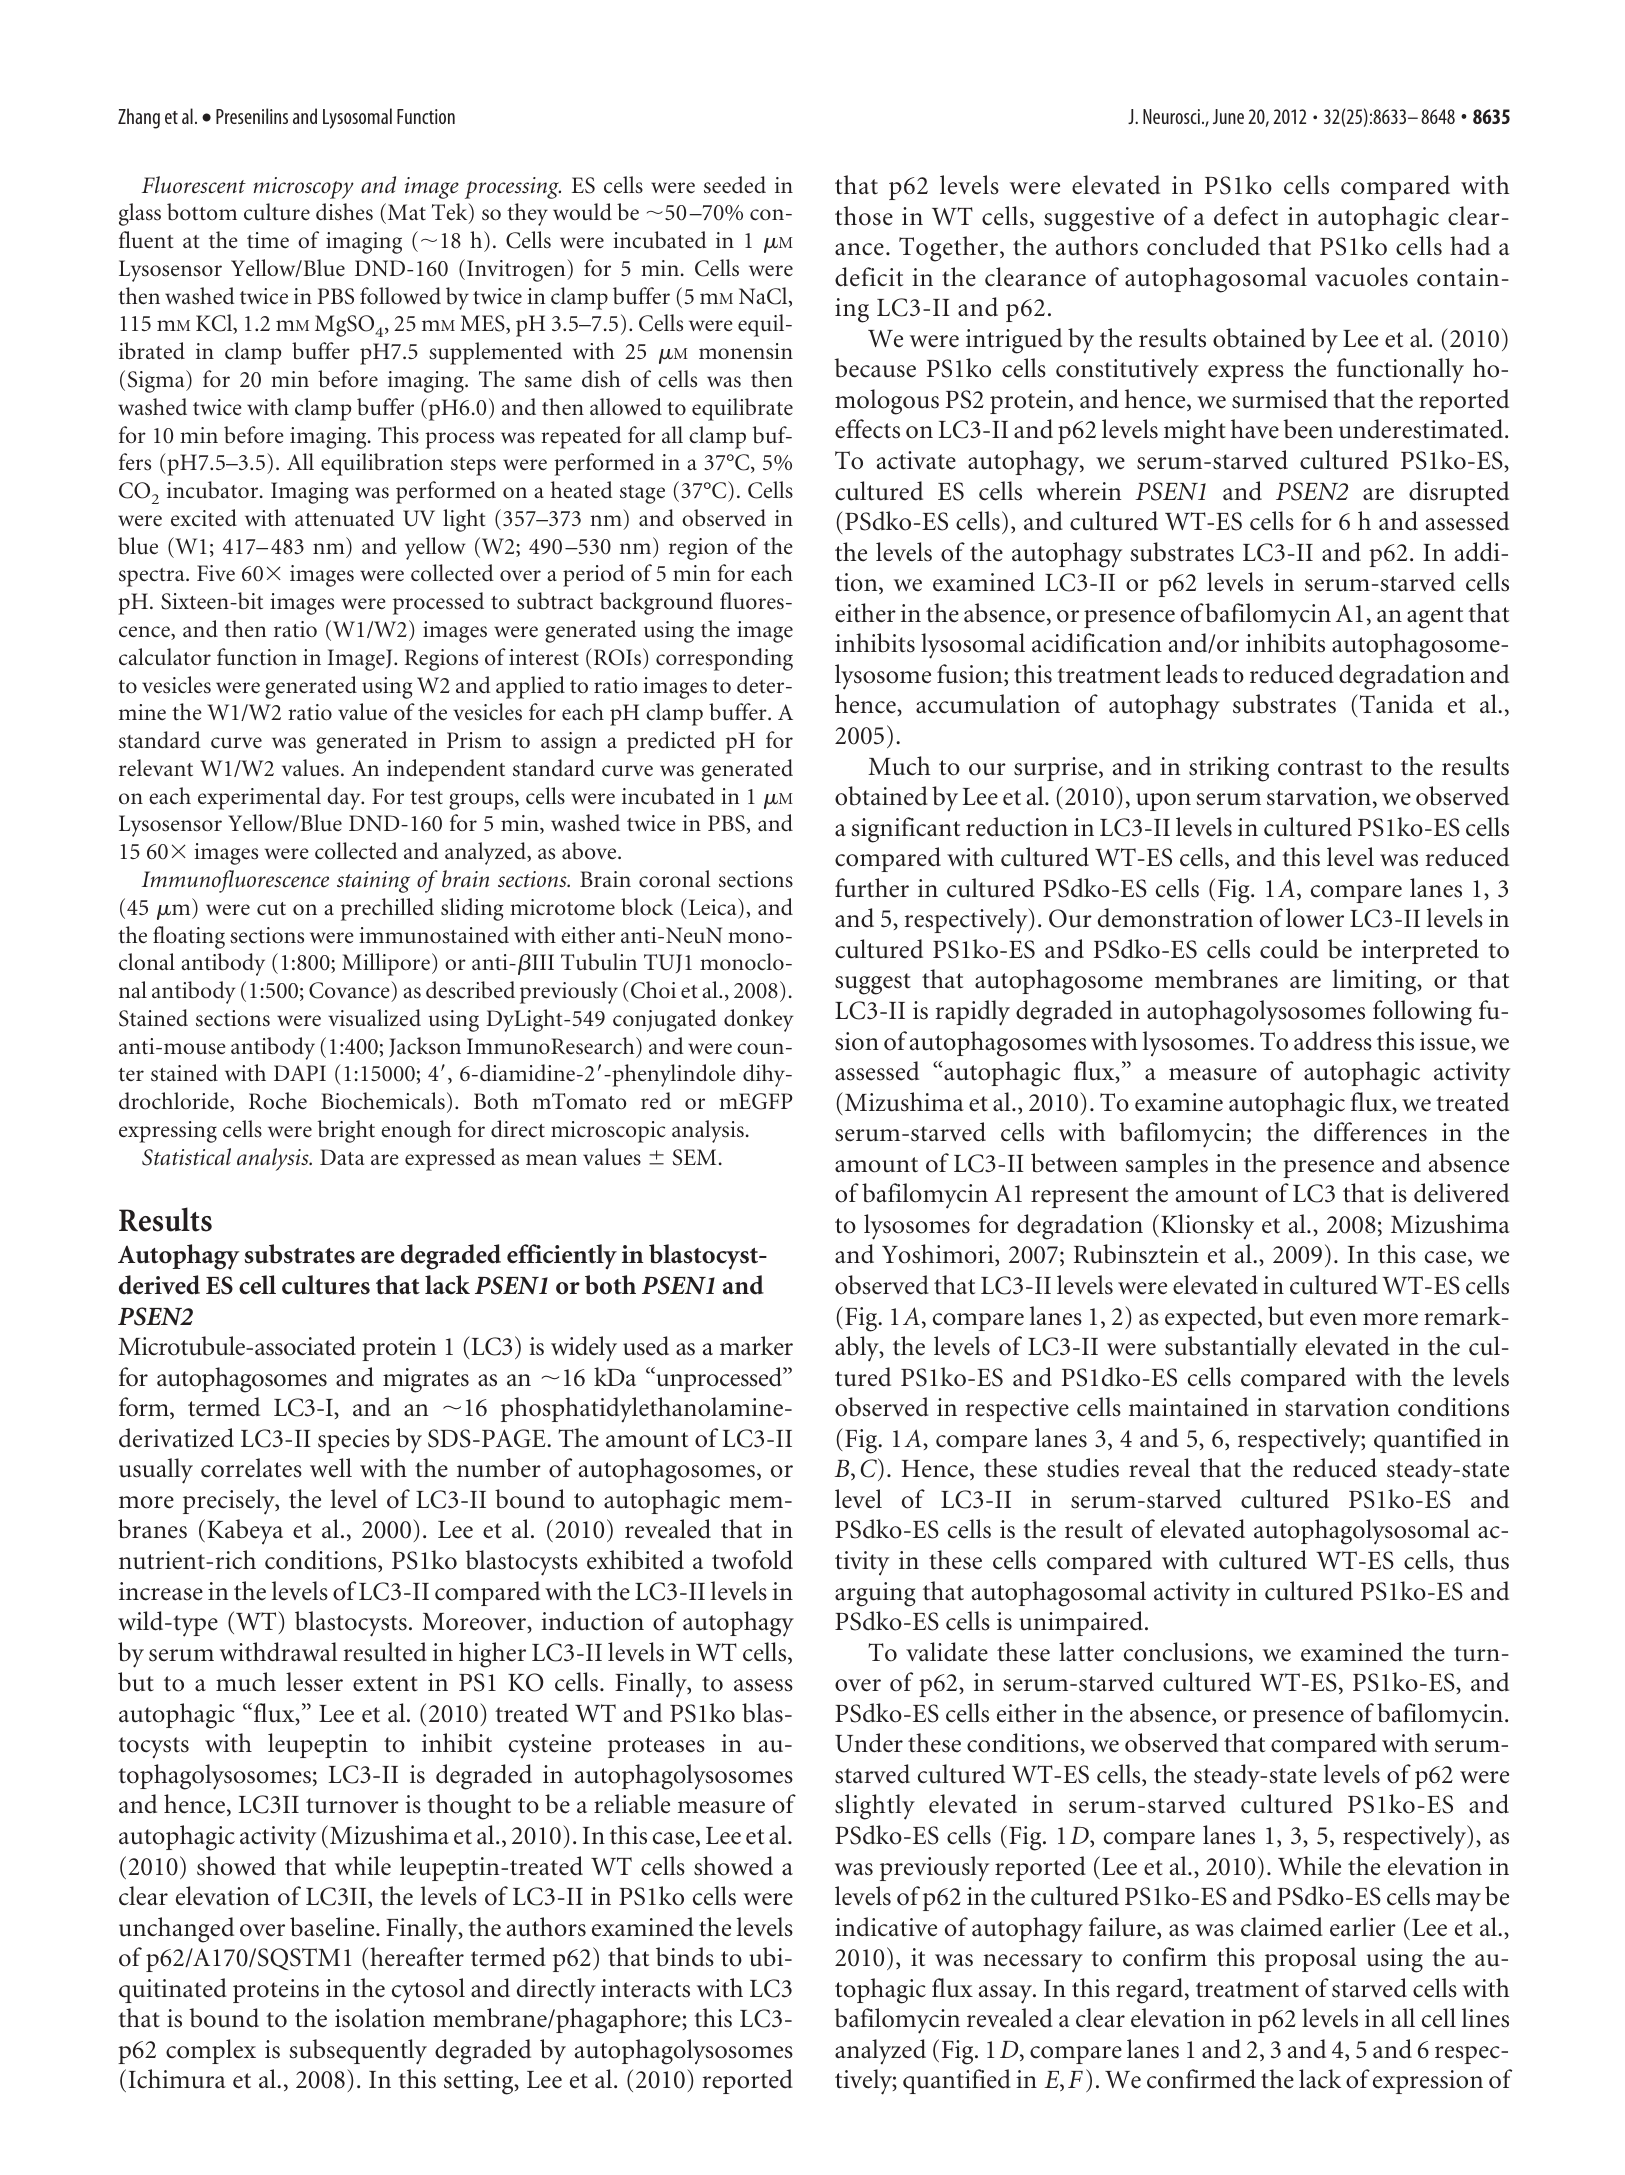 Zhang et al. • Presenilins and Lysosomal Function
J. Neurosci., June 20, 2012 • 32(25):8633–8648 • 8635
Fluorescent microscopy and image processing. ES cells were seeded in
glass bottom culture dishes (Mat Tek) so they would be ∼50–70% con-
fluent at the time of imaging (∼18 h). Cells were incubated in 1 μM
Lysosensor Yellow/Blue DND-160 (Invitrogen) for 5 min. Cells were
then washed twice in PBS followed by twice in clamp buffer (5 mM NaCl,
115 mM KCl, 1.2 mM MgSO4, 25 mM MES, pH 3.5–7.5). Cells were equil-
ibrated in clamp buffer pH7.5 supplemented with 25 μM monensin
(Sigma) for 20 min before imaging. The same dish of cells was then
washed twice with clamp buffer (pH6.0) and then allowed to equilibrate
for 10 min before imaging. This process was repeated for all clamp buf-
fers (pH7.5–3.5). All equilibration steps were performed in a 37°C, 5%
CO2 incubator. Imaging was performed on a heated stage (37°C). Cells
were excited with attenuated UV light (357–373 nm) and observed in
blue (W1; 417–483 nm) and yellow (W2; 490–530 nm) region of the
spectra. Five 60× images were collected over a period of 5 min for each
pH. Sixteen-bit images were processed to subtract background fluores-
cence, and then ratio (W1/W2) images were generated using the image
calculator function in ImageJ. Regions of interest (ROIs) corresponding
to vesicles were generated using W2 and applied to ratio images to deter-
mine the W1/W2 ratio value of the vesicles for each pH clamp buffer. A
standard curve was generated in Prism to assign a predicted pH for
relevant W1/W2 values. An independent standard curve was generated
on each experimental day. For test groups, cells were incubated in 1 μM
Lysosensor Yellow/Blue DND-160 for 5 min, washed twice in PBS, and
15 60× images were collected and analyzed, as above.
Immunofluorescence staining of brain sections. Brain coronal sections
(45 μm) were cut on a prechilled sliding microtome block (Leica), and
the floating sections were immunostained with either anti-NeuN mono-
clonal antibody (1:800; Millipore) or anti-βIII Tubulin TUJ1 monoclo-
nal antibody (1:500; Covance) as described previously (Choi et al., 2008).
Stained sections were visualized using DyLight-549 conjugated donkey
anti-mouse antibody (1:400; Jackson ImmunoResearch) and were coun-
ter stained with DAPI (1:15000; 4′, 6-diamidine-2′-phenylindole dihy-
drochloride, Roche Biochemicals). Both mTomato red or mEGFP
expressing cells were bright enough for direct microscopic analysis.
Statistical analysis. Data are expressed as mean values ± SEM.
Results
Autophagy substrates are degraded efficiently in blastocyst-
derived ES cell cultures that lack PSEN1 or both PSEN1 and
PSEN2
Microtubule-associated protein 1 (LC3) is widely used as a marker
for autophagosomes and migrates as an ∼16 kDa “unprocessed”
form, termed LC3-I, and an ∼16 phosphatidylethanolamine-
derivatized LC3-II species by SDS-PAGE. The amount of LC3-II
usually correlates well with the number of autophagosomes, or
more precisely, the level of LC3-II bound to autophagic mem-
branes (Kabeya et al., 2000). Lee et al. (2010) revealed that in
nutrient-rich conditions, PS1ko blastocysts exhibited a twofold
increase in the levels of LC3-II compared with the LC3-II levels in
wild-type (WT) blastocysts. Moreover, induction of autophagy
by serum withdrawal resulted in higher LC3-II levels in WT cells,
but to a much lesser extent in PS1 KO cells. Finally, to assess
autophagic “flux,” Lee et al. (2010) treated WT and PS1ko blas-
tocysts with leupeptin to inhibit cysteine proteases in au-
tophagolysosomes; LC3-II is degraded in autophagolysosomes
and hence, LC3II turnover is thought to be a reliable measure of
autophagic activity (Mizushima et al., 2010). In this case, Lee et al.
(2010) showed that while leupeptin-treated WT cells showed a
clear elevation of LC3II, the levels of LC3-II in PS1ko cells were
unchanged over baseline. Finally, the authors examined the levels
of p62/A170/SQSTM1 (hereafter termed p62) that binds to ubi-
quitinated proteins in the cytosol and directly interacts with LC3
that is bound to the isolation membrane/phagaphore; this LC3-
p62 complex is subsequently degraded by autophagolysosomes
(Ichimura et al., 2008). In this setting, Lee et al. (2010) reported
that p62 levels were elevated in PS1ko cells compared with
those in WT cells, suggestive of a defect in autophagic clear-
ance. Together, the authors concluded that PS1ko cells had a
deficit in the clearance of autophagosomal vacuoles contain-
ing LC3-II and p62.
We were intrigued by the results obtained by Lee et al. (2010)
because PS1ko cells constitutively express the functionally ho-
mologous PS2 protein, and hence, we surmised that the reported
effects on LC3-II and p62 levels might have been underestimated.
To activate autophagy, we serum-starved cultured PS1ko-ES,
cultured ES cells wherein PSEN1 and PSEN2 are disrupted
(PSdko-ES cells), and cultured WT-ES cells for 6 h and assessed
the levels of the autophagy substrates LC3-II and p62. In addi-
tion, we examined LC3-II or p62 levels in serum-starved cells
either in the absence, or presence of bafilomycin A1, an agent that
inhibits lysosomal acidification and/or inhibits autophagosome-
lysosome fusion; this treatment leads to reduced degradation and
hence, accumulation of autophagy substrates (Tanida et al.,
2005).
Much to our surprise, and in striking contrast to the results
obtained by Lee et al. (2010), upon serum starvation, we observed
a significant reduction in LC3-II levels in cultured PS1ko-ES cells
compared with cultured WT-ES cells, and this level was reduced
further in cultured PSdko-ES cells (Fig. 1A, compare lanes 1, 3
and 5, respectively). Our demonstration of lower LC3-II levels in
cultured PS1ko-ES and PSdko-ES cells could be interpreted to
suggest that autophagosome membranes are limiting, or that
LC3-II is rapidly degraded in autophagolysosomes following fu-
sion of autophagosomes with lysosomes. To address this issue, we
assessed “autophagic flux,” a measure of autophagic activity
(Mizushima et al., 2010). To examine autophagic flux, we treated
serum-starved cells with bafilomycin; the differences in the
amount of LC3-II between samples in the presence and absence
of bafilomycin A1 represent the amount of LC3 that is delivered
to lysosomes for degradation (Klionsky et al., 2008; Mizushima
and Yoshimori, 2007; Rubinsztein et al., 2009). In this case, we
observed that LC3-II levels were elevated in cultured WT-ES cells
(Fig. 1A, compare lanes 1, 2) as expected, but even more remark-
ably, the levels of LC3-II were substantially elevated in the cul-
tured PS1ko-ES and PS1dko-ES cells compared with the levels
observed in respective cells maintained in starvation conditions
(Fig. 1A, compare lanes 3, 4 and 5, 6, respectively; quantified in
B,C). Hence, these studies reveal that the reduced steady-state
level of LC3-II in serum-starved cultured PS1ko-ES and
PSdko-ES cells is the result of elevated autophagolysosomal ac-
tivity in these cells compared with cultured WT-ES cells, thus
arguing that autophagosomal activity in cultured PS1ko-ES and
PSdko-ES cells is unimpaired.
To validate these latter conclusions, we examined the turn-
over of p62, in serum-starved cultured WT-ES, PS1ko-ES, and
PSdko-ES cells either in the absence, or presence of bafilomycin.
Under these conditions, we observed that compared with serum-
starved cultured WT-ES cells, the steady-state levels of p62 were
slightly elevated in serum-starved cultured PS1ko-ES and
PSdko-ES cells (Fig. 1D, compare lanes 1, 3, 5, respectively), as
was previously reported (Lee et al., 2010). While the elevation in
levels of p62 in the cultured PS1ko-ES and PSdko-ES cells may be
indicative of autophagy failure, as was claimed earlier (Lee et al.,
2010), it was necessary to confirm this proposal using the au-
tophagic flux assay. In this regard, treatment of starved cells with
bafilomycin revealed a clear elevation in p62 levels in all cell lines
analyzed (Fig. 1D, compare lanes 1 and 2, 3 and 4, 5 and 6 respec-
tively; quantified in E,F). We confirmed the lack of expression of